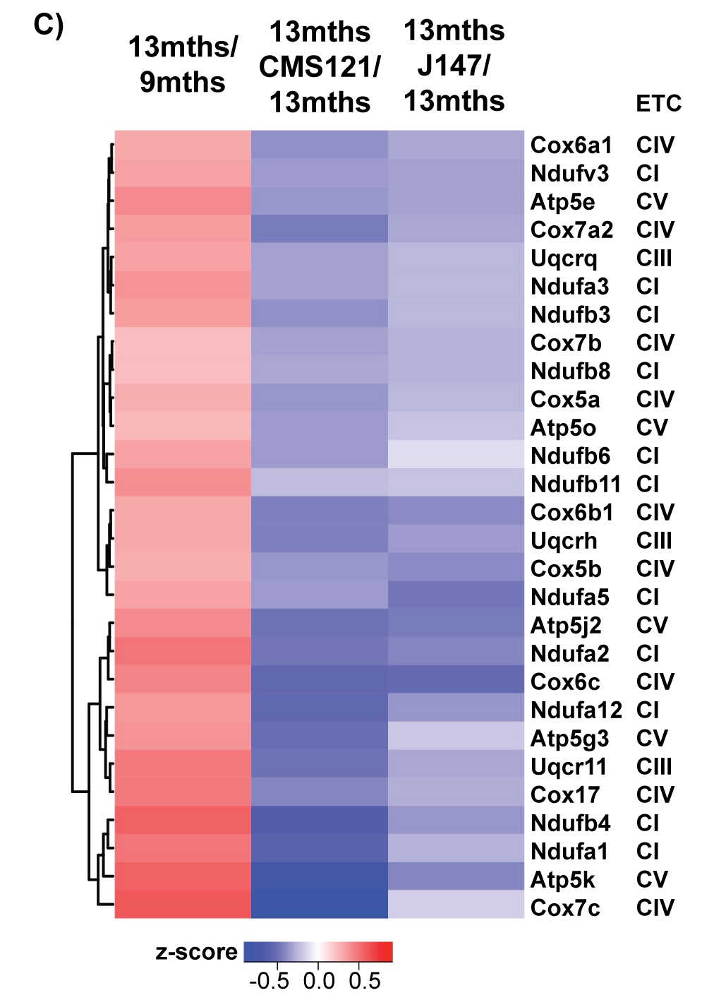 C)
13mths/
9mths
13mths
CMS121/
13mths
13mths
J147/
13mths
ETC
Cox6a1 CIV
Ndufv3 CI
Atp5e CV
Cox7a2 CIV
Uqcrq CIII
Ndufa3 CI
Ndufb3 CI
Cox7b CIV
Ndufb8 CI
Cox5a CIV
Atp5o CV
Ndufb6 CI
Ndufb11 CI
Cox6b1 CIV
Uqcrh CIII
Cox5b CIV
Ndufa5 CI
Atp5j2 CV
Ndufa2 CI
Cox6c CIV
Ndufa12 CI
Atp5g3 CV
Uqcr11 CIII
Cox17 CIV
Ndufb4 CI
Ndufa1 CI
Atp5k CV
Cox7c CIV
z-score
-0.5 0.0 0.5